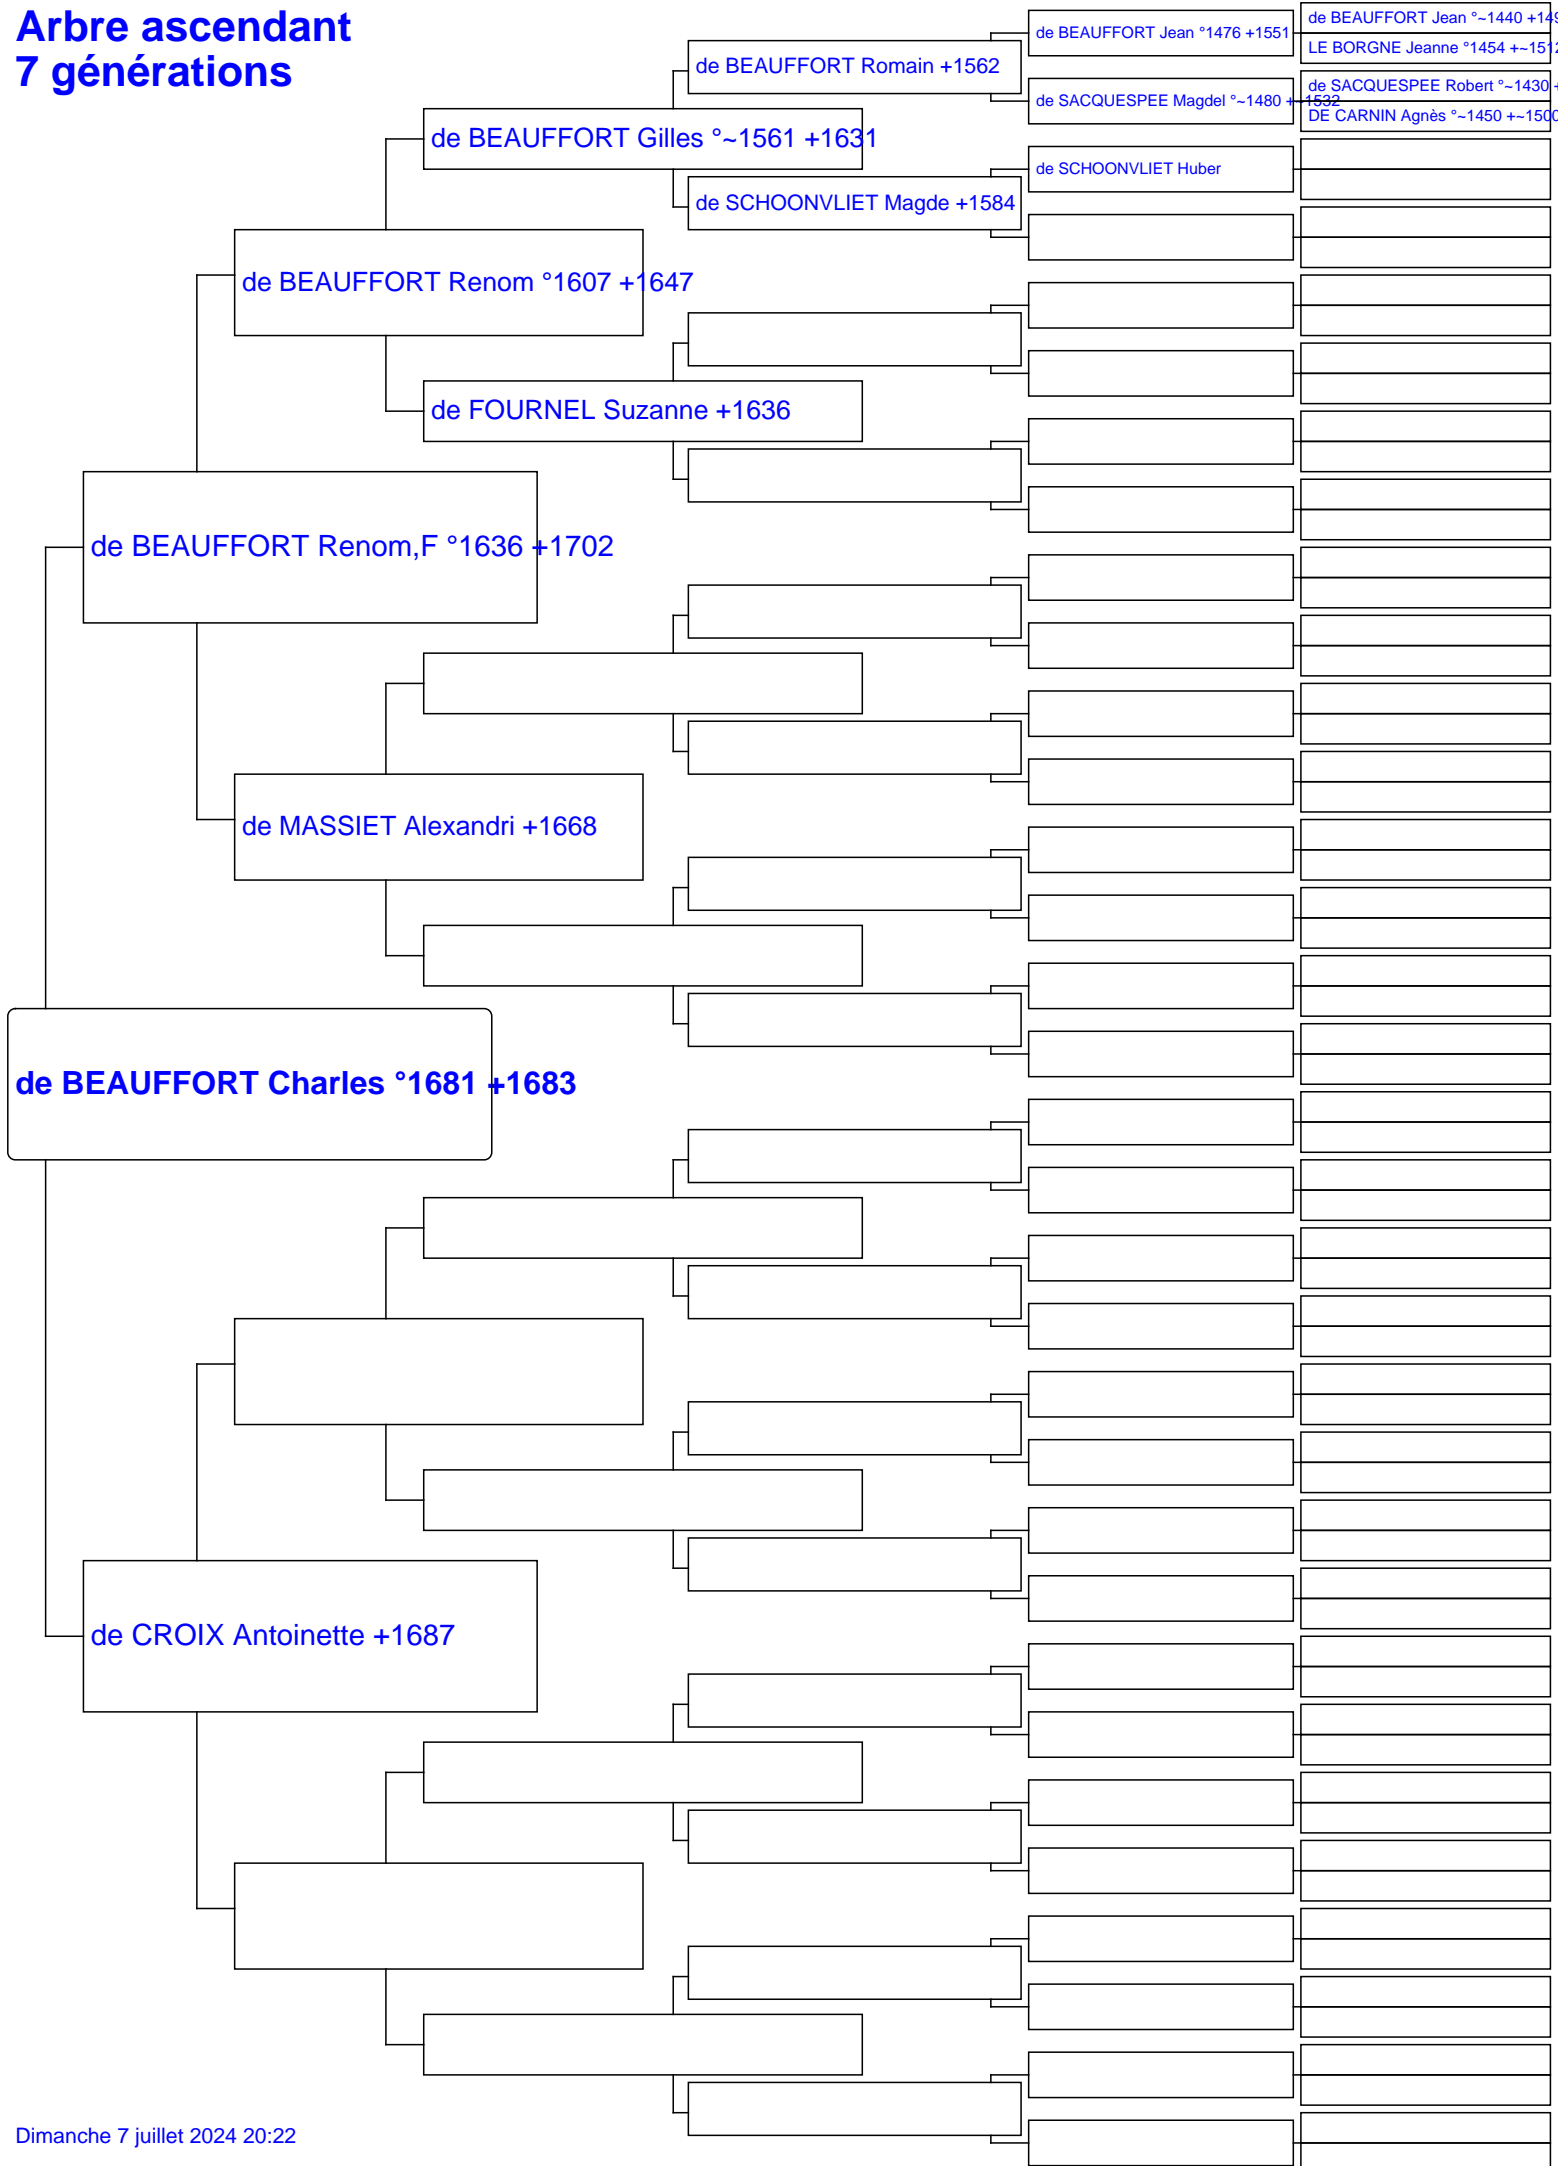 Arbre ascendant
7 générations
de BEAUFFORT Jean °~1440 +149
de BEAUFFORT Jean °1476 +1551
LE BORGNE Jeanne °1454 +~1512
de BEAUFFORT Romain +1562
de SACQUESPEE Robert °~1430 +
de SACQUESPEE Magdel °~1480 +~1532
DE CARNIN Agnès °~1450 +~1500
de BEAUFFORT Gilles °~1561 +1631
de SCHOONVLIET Huber
de SCHOONVLIET Magde +1584
de BEAUFFORT Renom °1607 +1647
de FOURNEL Suzanne +1636
de BEAUFFORT Renom,F °1636 +1702
de MASSIET Alexandri +1668
de BEAUFFORT Charles °1681 +1683
de CROIX Antoinette +1687
Dimanche 7 juillet 2024 20:22